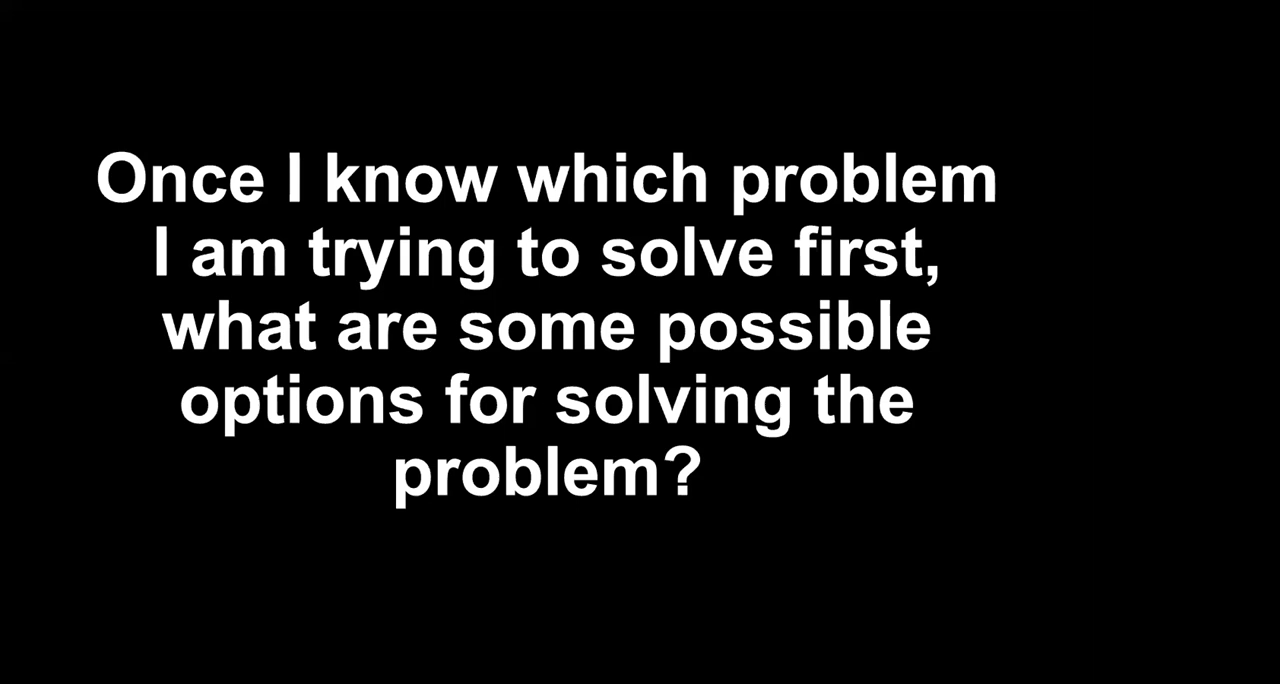 Once I know which problem
I am trying to solve first,
what are some possible
options for solving the
problem?